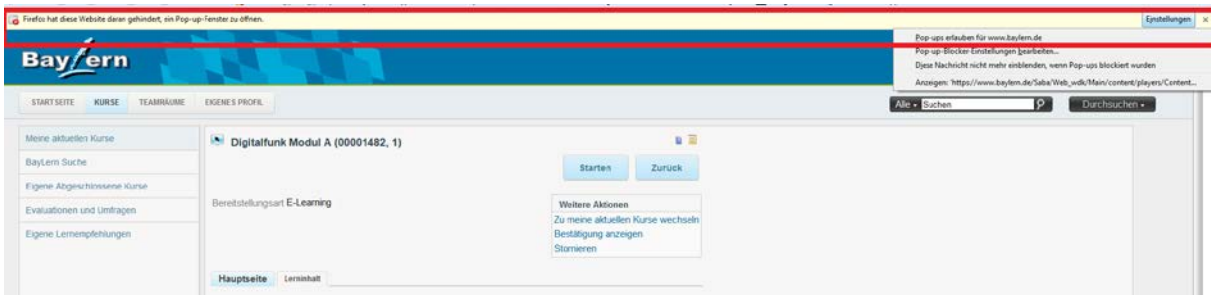 Firefox hat diese Website daran gehindert, ein Pop-up-Fenster zu öffnen.
Einstellungen ×
Pop-ups erlauben für www.baylern.de
Pop-up-Blocker-Einstellungen bearbeiten...
Diese Nachricht nicht mehr einblenden, wenn Pop-ups blockiert wurden
Anzeigen: 'https://www.baylern.de/Saba/Web_wdk/Main/content/players/Content...
BayLern
STARTSEITE KURSE TEAMRÄUME EIGENES PROFIL
Alle Suchen Durchsuchen
Meine aktuellen Kurse
BayLern Suche
Eigene Abgeschlossene Kurse
Evaluationen und Umfragen
Eigene Lernempfehlungen
Digitalfunk Modul A (00001482, 1)
Starten Zurück
Bereitstellungsart E-Learning
Weitere Aktionen
Zu meine aktuellen Kurse wechseln
Bestätigung anzeigen
Stornieren
Hauptseite Lerninhalt